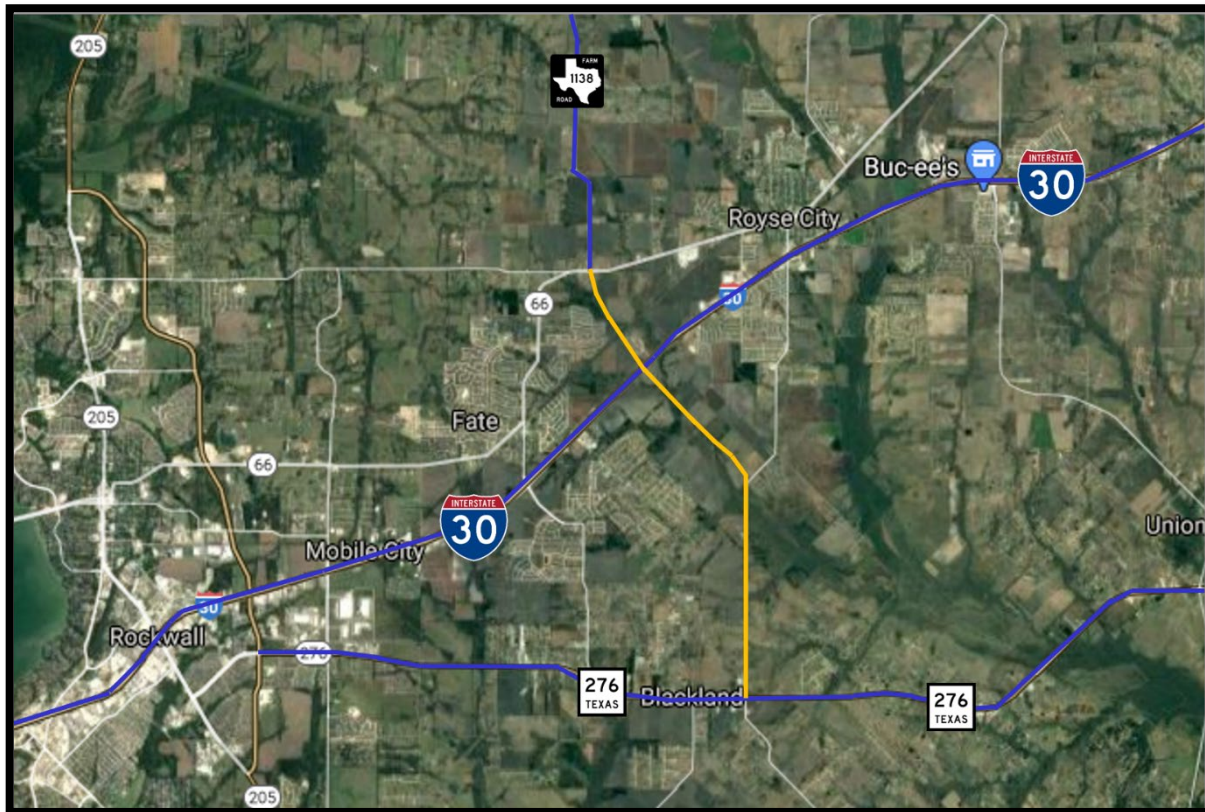 205
FARM
1138
ROAD
Buc-ee's
INTERSTATE
30
Royse City
66
30
Fate
205
66
INTERSTATE
30
Mobile City
Union
30
Rockwall
276
276
TEXAS
Blackland
276
TEXAS
205